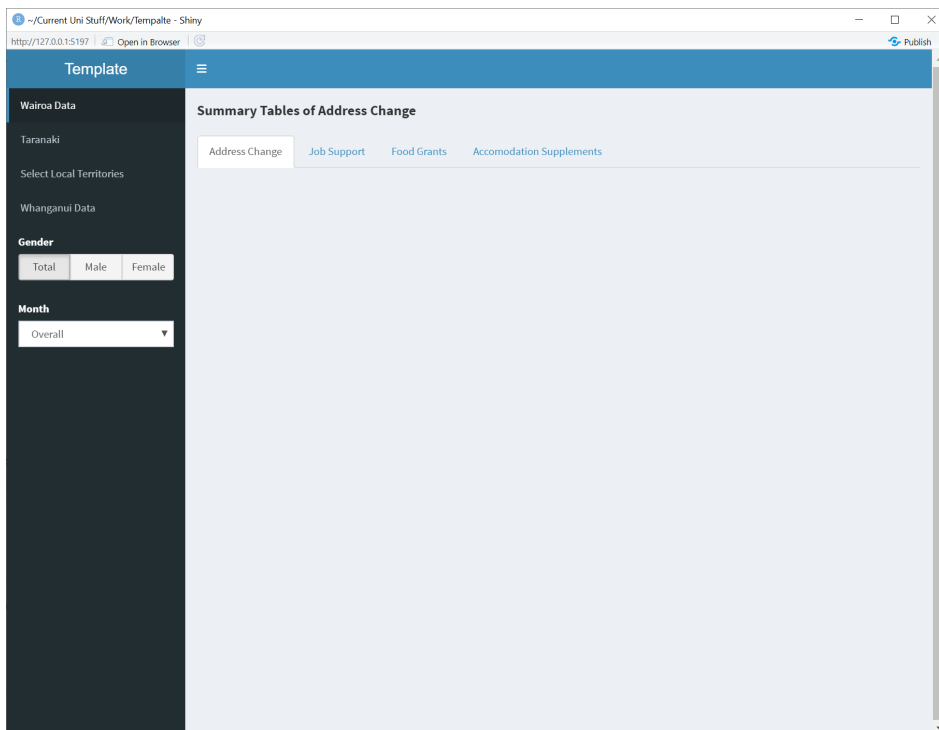 ~/Current Uni Stuff/Work/Tempalte - Shiny
http://127.0.0.1:5197 Open in Browser Publish
Template
Wairoa Data
Taranaki
Select Local Territories
Whanganui Data
Gender
Total Male Female
Month
Overall
Summary Tables of Address Change
Address Change Job Support Food Grants Accomodation Supplements